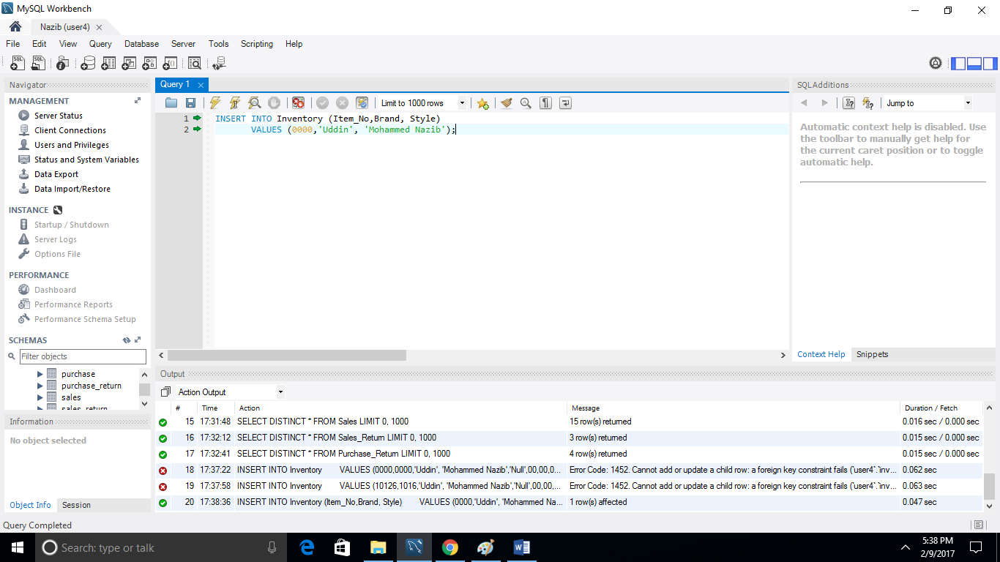 MySQL Workbench
Nazib (user4)
File Edit View Query Database Server Tools Scripting Help
Navigator
MANAGEMENT
Server Status
Client Connections
Users and Privileges
Status and System Variables
Data Export
Data Import/Restore
INSTANCE
Startup / Shutdown
Server Logs
Options File
PERFORMANCE
Dashboard
Performance Reports
Performance Schema Setup
SCHEMAS
Filter objects
purchase
purchase_return
sales
sales_return
Information
No object selected
Object Info Session
Query 1
Limit to 1000 rows
1 INSERT INTO Inventory (Item_No,Brand, Style)
2 VALUES (0000,'Uddin', 'Mohammed Nazib');
SQLAdditions
Jump to
Automatic context help is disabled. Use
the toolbar to manually get help for
the current caret position or to toggle
automatic help.
Context Help Snippets
Output
Action Output
# Time Action Message Duration / Fetch
15 17:31:48 SELECT DISTINCT * FROM Sales LIMIT 0, 1000 15 row(s) returned 0.016 sec / 0.000 sec
16 17:32:12 SELECT DISTINCT * FROM Sales_Return LIMIT 0, 1000 3 row(s) returned 0.015 sec / 0.000 sec
17 17:32:41 SELECT DISTINCT * FROM Purchase_Return LIMIT 0, 1000 4 row(s) returned 0.015 sec / 0.000 sec
18 17:37:22 INSERT INTO Inventory VALUES (0000,0000,'Uddin', 'Mohammed Nazib','Null',00,00,0... Error Code: 1452. Cannot add or update a child row: a foreign key constraint fails (`user4`.`inv... 0.062 sec
19 17:37:58 INSERT INTO Inventory VALUES (10126,1016,'Uddin', 'Mohammed Nazib','Null',00,00,... Error Code: 1452. Cannot add or update a child row: a foreign key constraint fails (`user4`.`inv... 0.063 sec
20 17:38:36 INSERT INTO Inventory (Item_No,Brand, Style) VALUES (0000,'Uddin', 'Mohammed Na... 1 row(s) affected 0.047 sec
Query Completed
Search: type or talk
5:38 PM
2/9/2017